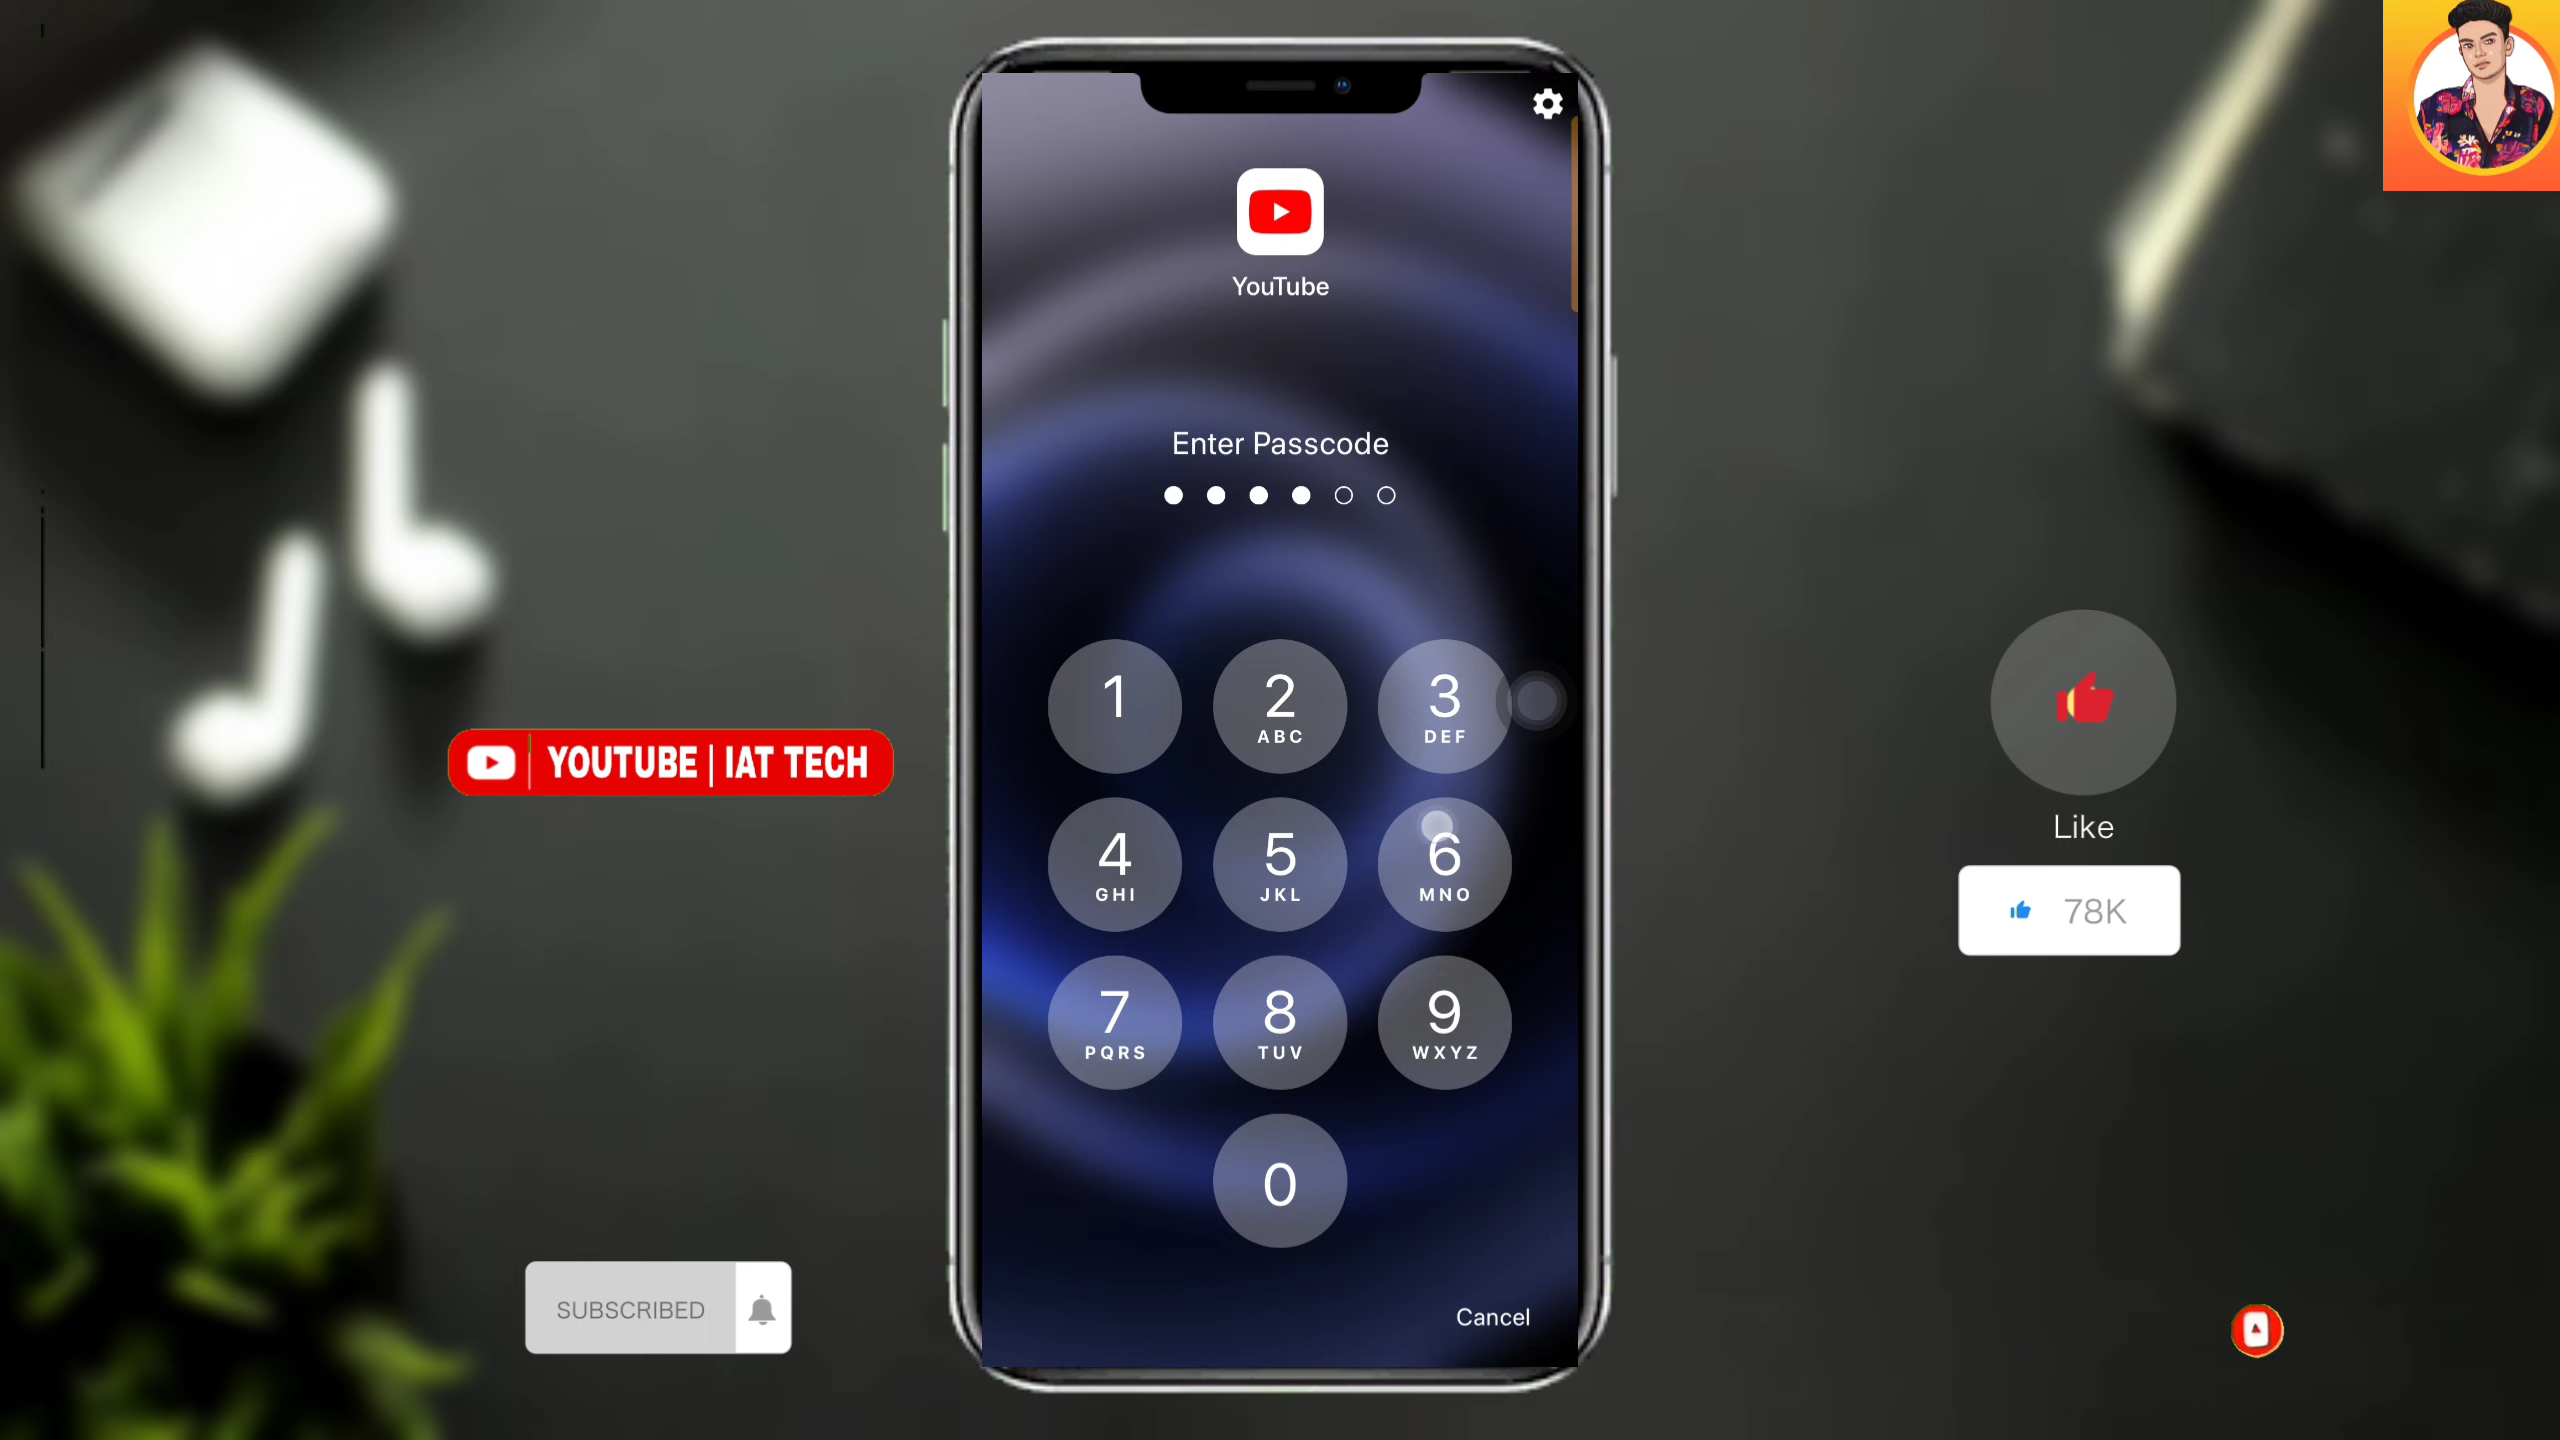 YouTube
Enter Passcode
1
2
ABC
3
DEF
4
GHI
5
JKL
6
MNO
7
PQRS
8
TUV
9
WXYZ
0
Cancel
YOUTUBE | IAT TECH
SUBSCRIBED
Like
78K